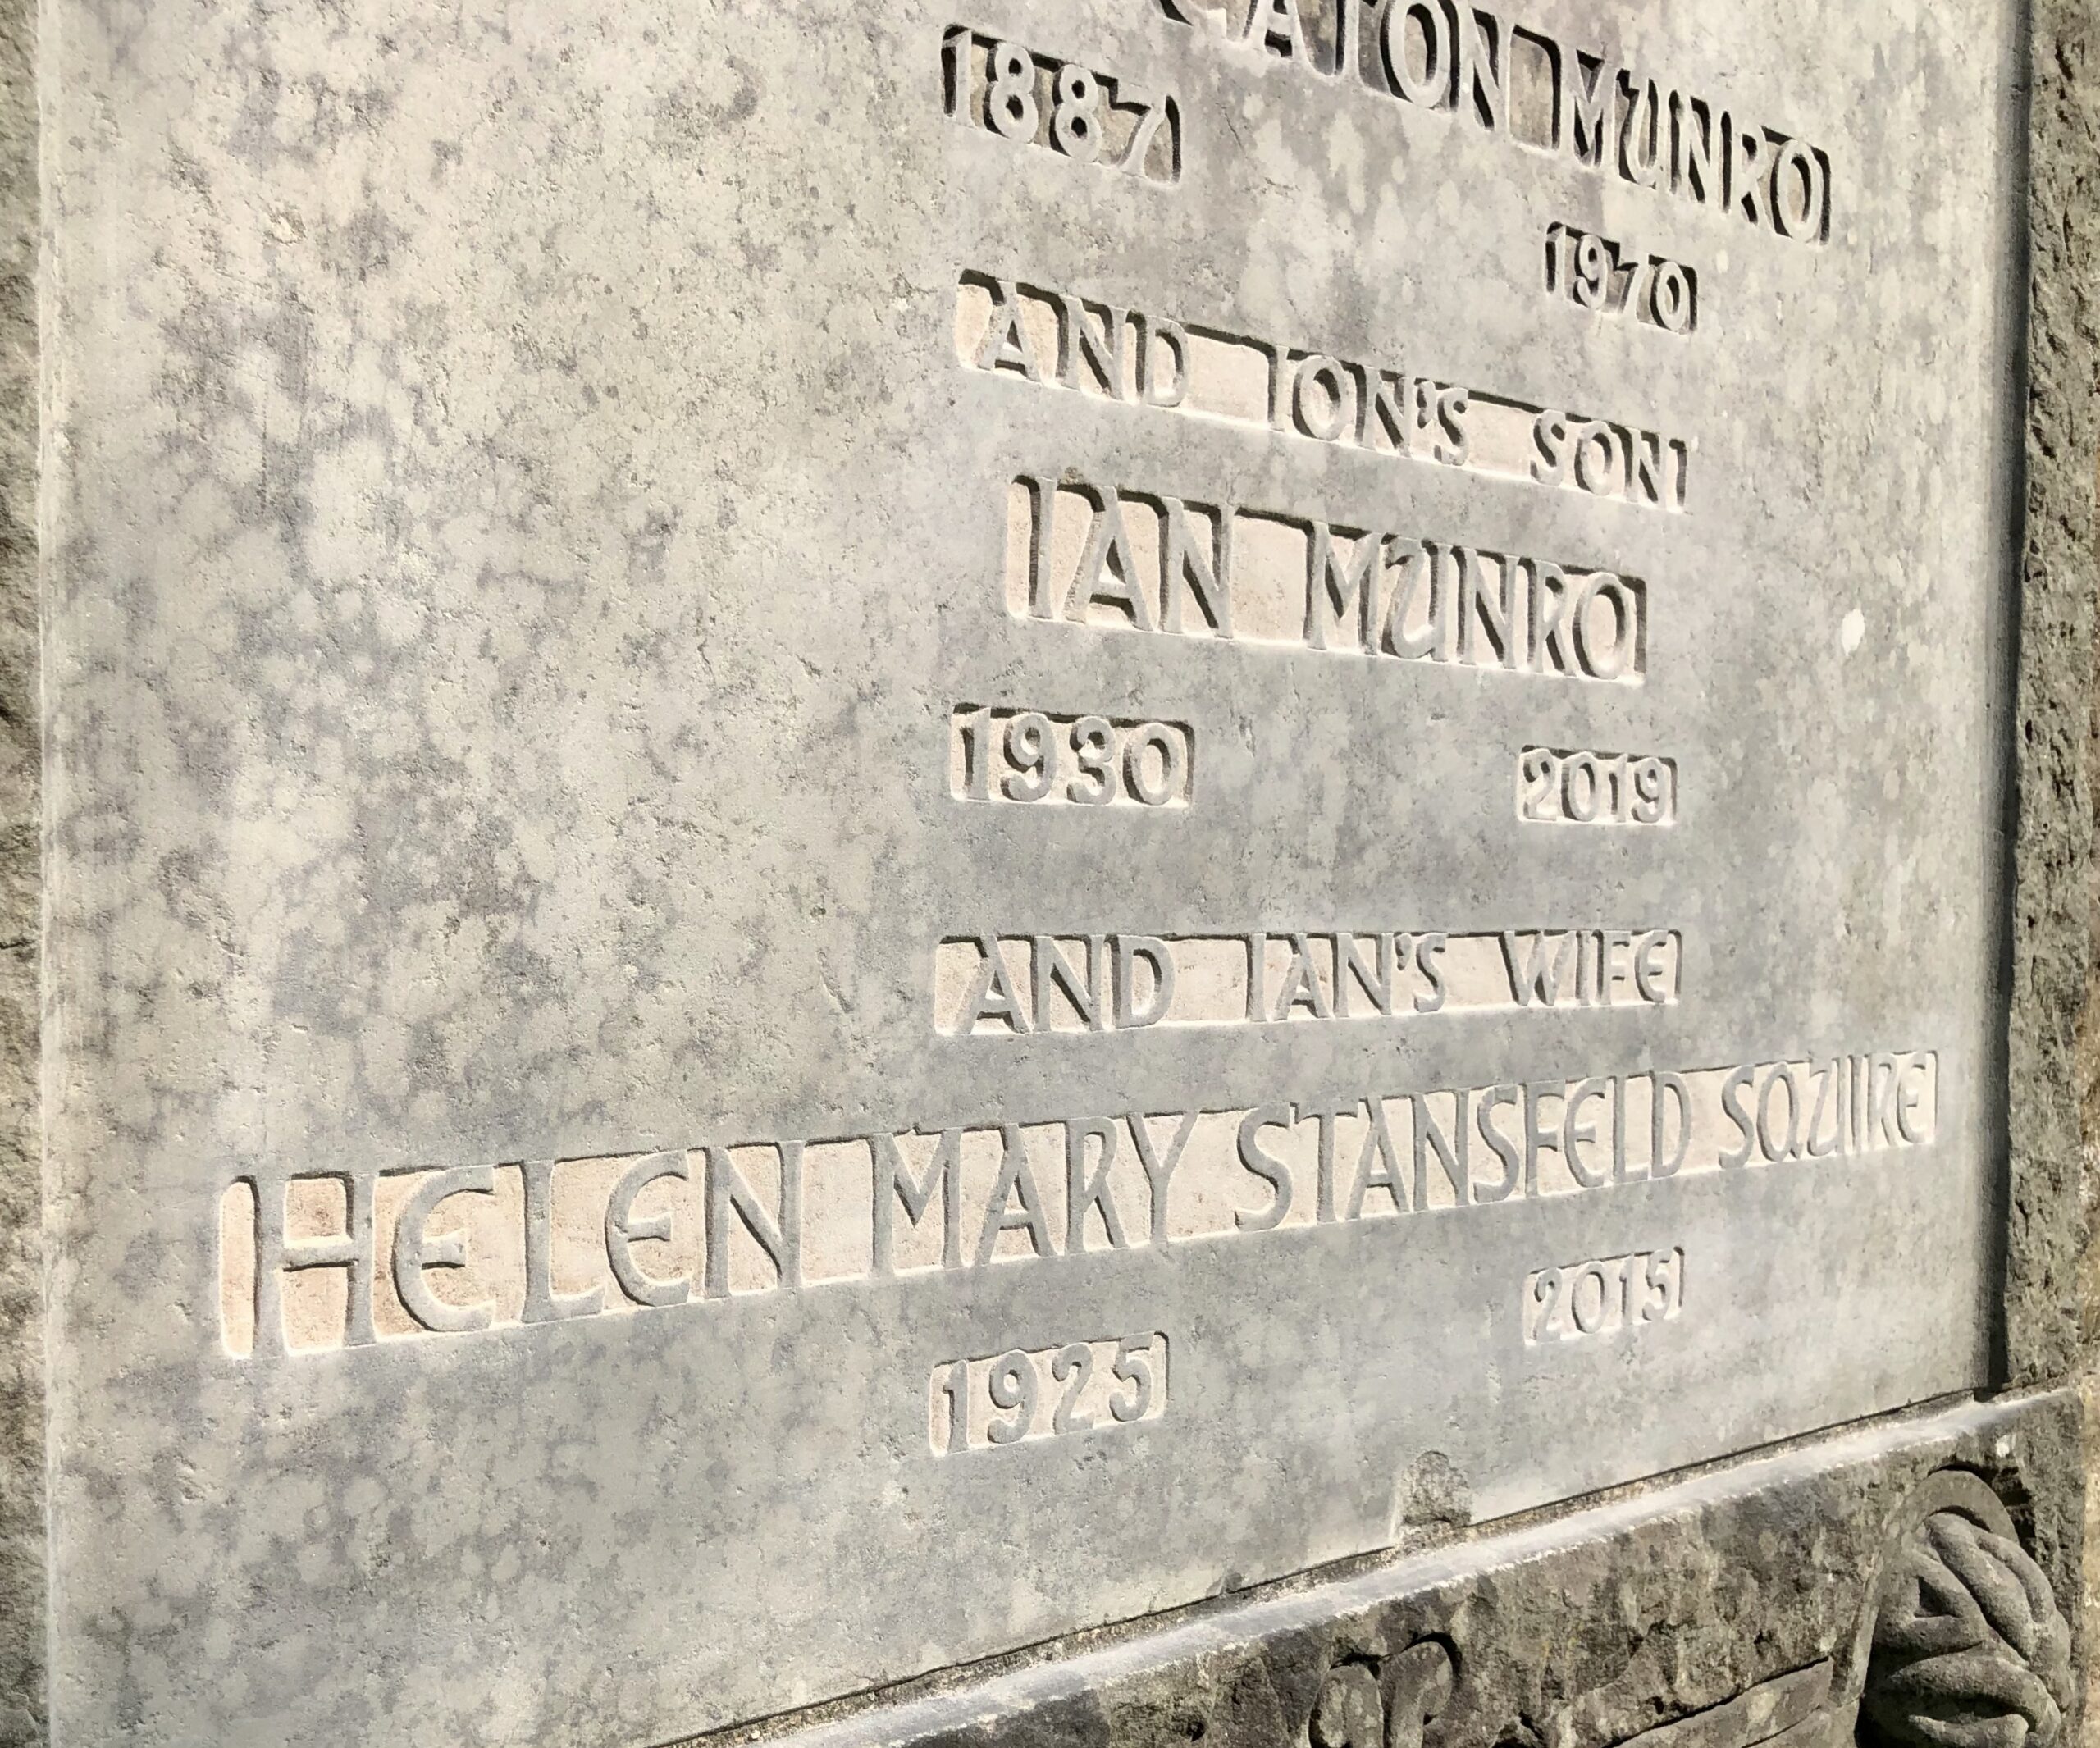 MUNRO
1887 1970
AND ION'S SON
IAN MUNRO
1930 2019
AND IAN'S WIFE
HELEN MARY STANSFELD SQUIRE
1925 2015